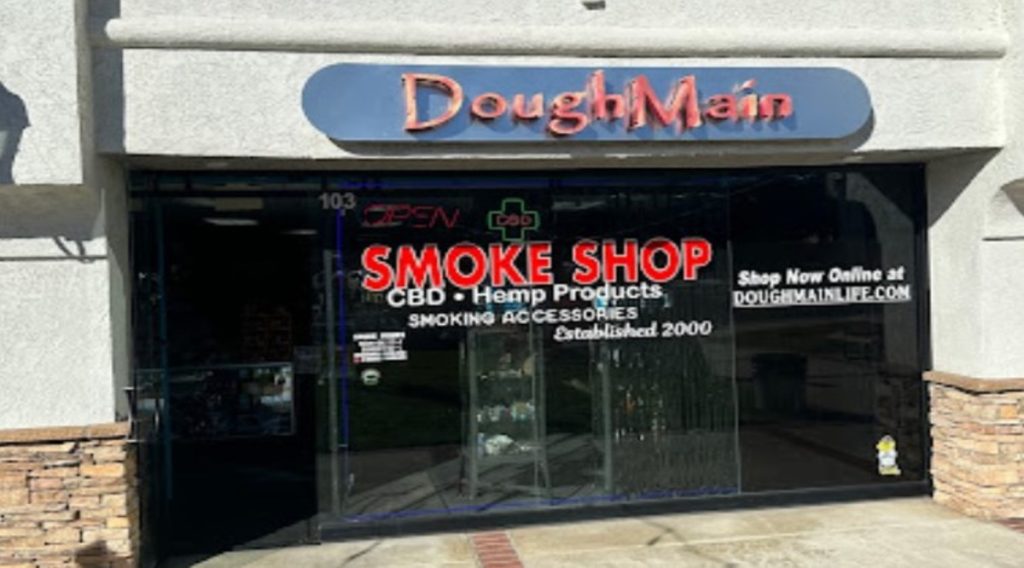 DoughMain
103
OPEN
CBD
SMOKE SHOP
CBD • Hemp Products
SMOKING ACCESSORIES
Established 2000
Shop Now Online at
DOUGHMAINLIFE.COM